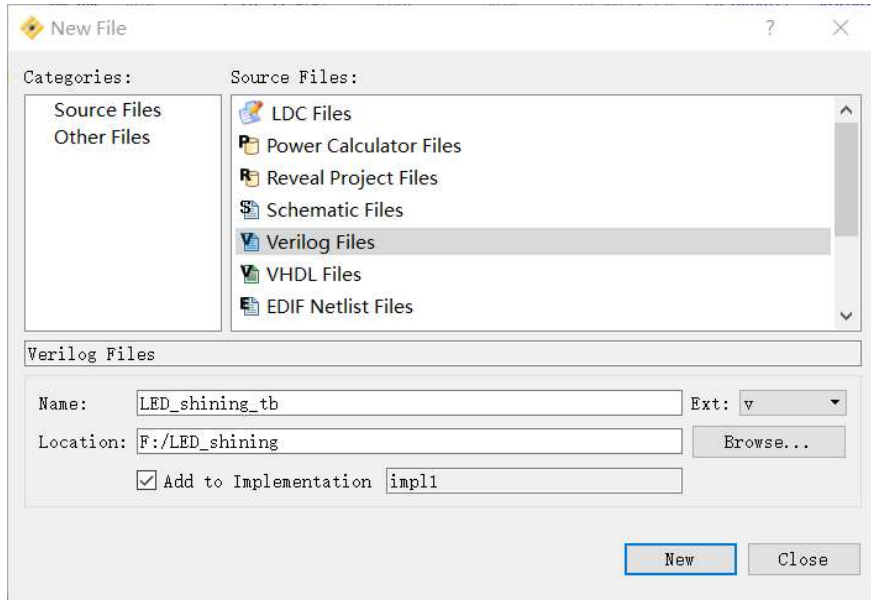 New File
?
Categories:
Source Files:
Source Files
Other Files
LDC Files
Power Calculator Files
Reveal Project Files
Schematic Files
Verilog Files
VHDL Files
EDIF Netlist Files
Verilog Files
Name: LED_shining_tb Ext: v
Location: F:/LED_shining Browse...
Add to Implementation impl1
New Close